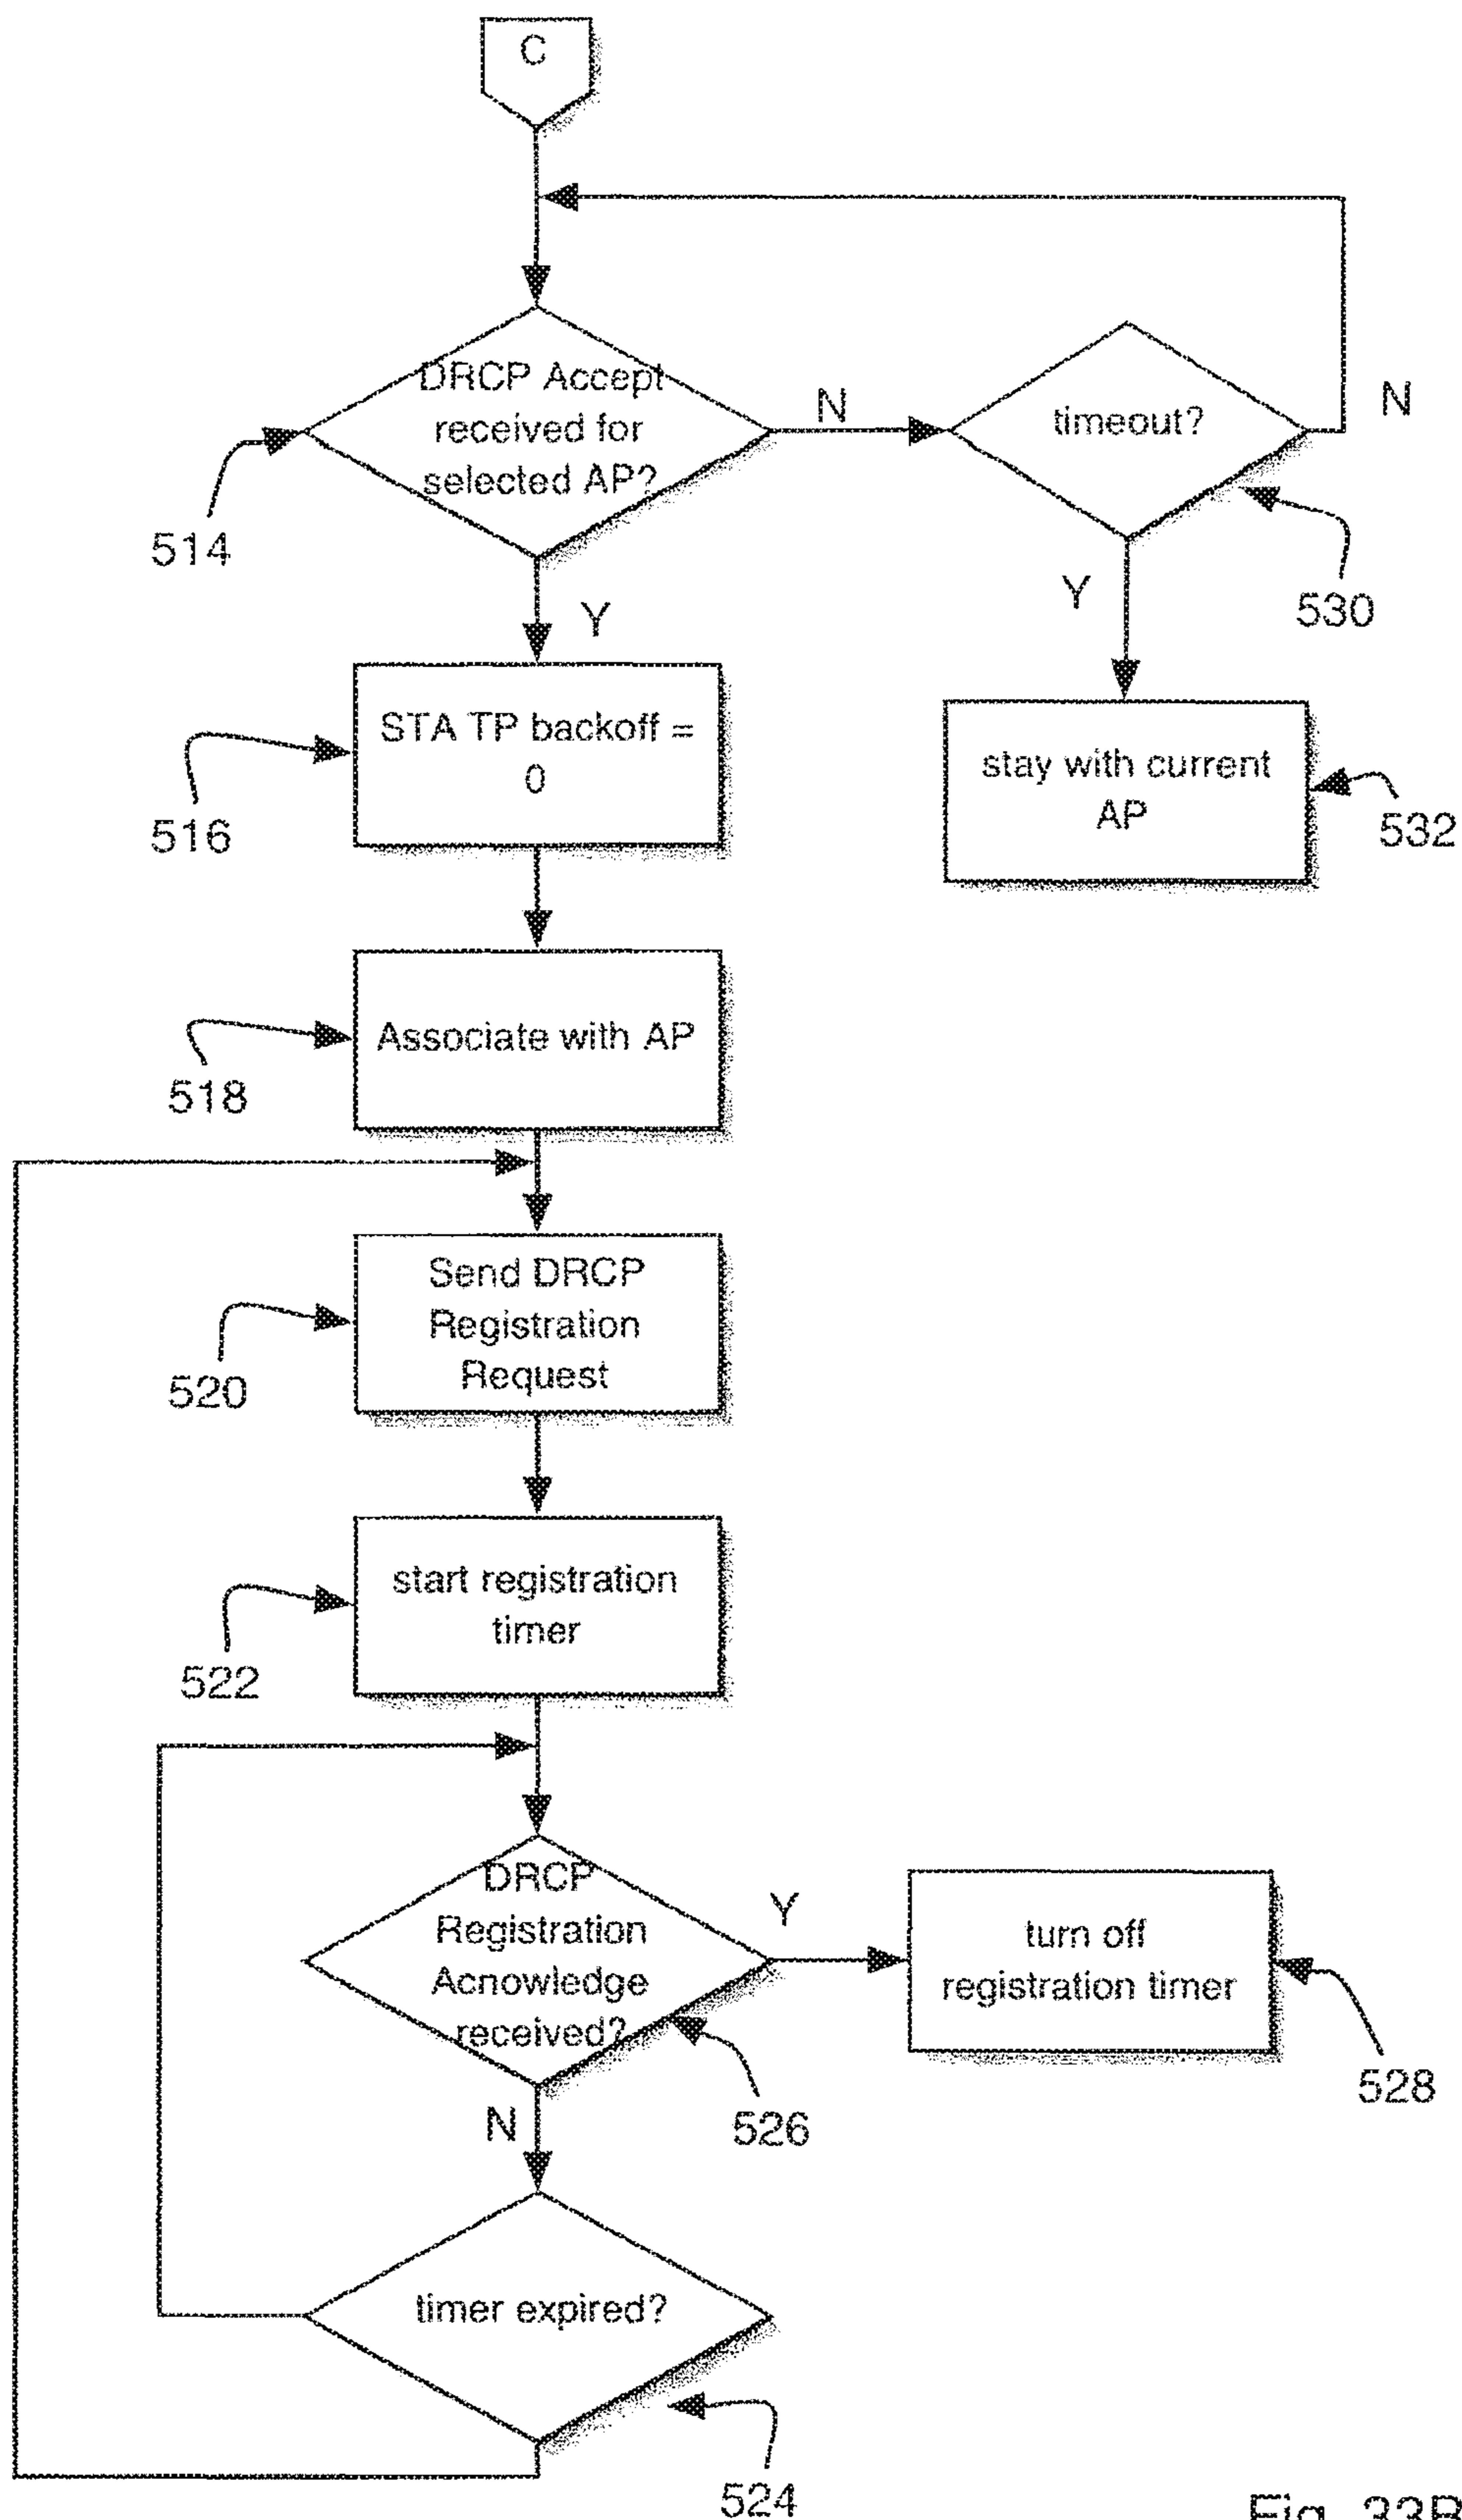 C
DRCP Accept
received for
selected AP?
N
timeout?
N
514
Y
Y
530
STA TP backoff =
0
516
stay with current
AP
532
Associate with AP
518
Send DRCP
Registration
Request
520
start registration
timer
522
DRCP
Registration
Acnowledge
received?
Y
turn off
registration timer
N
526
528
timer expired?
524
Fig. 33B